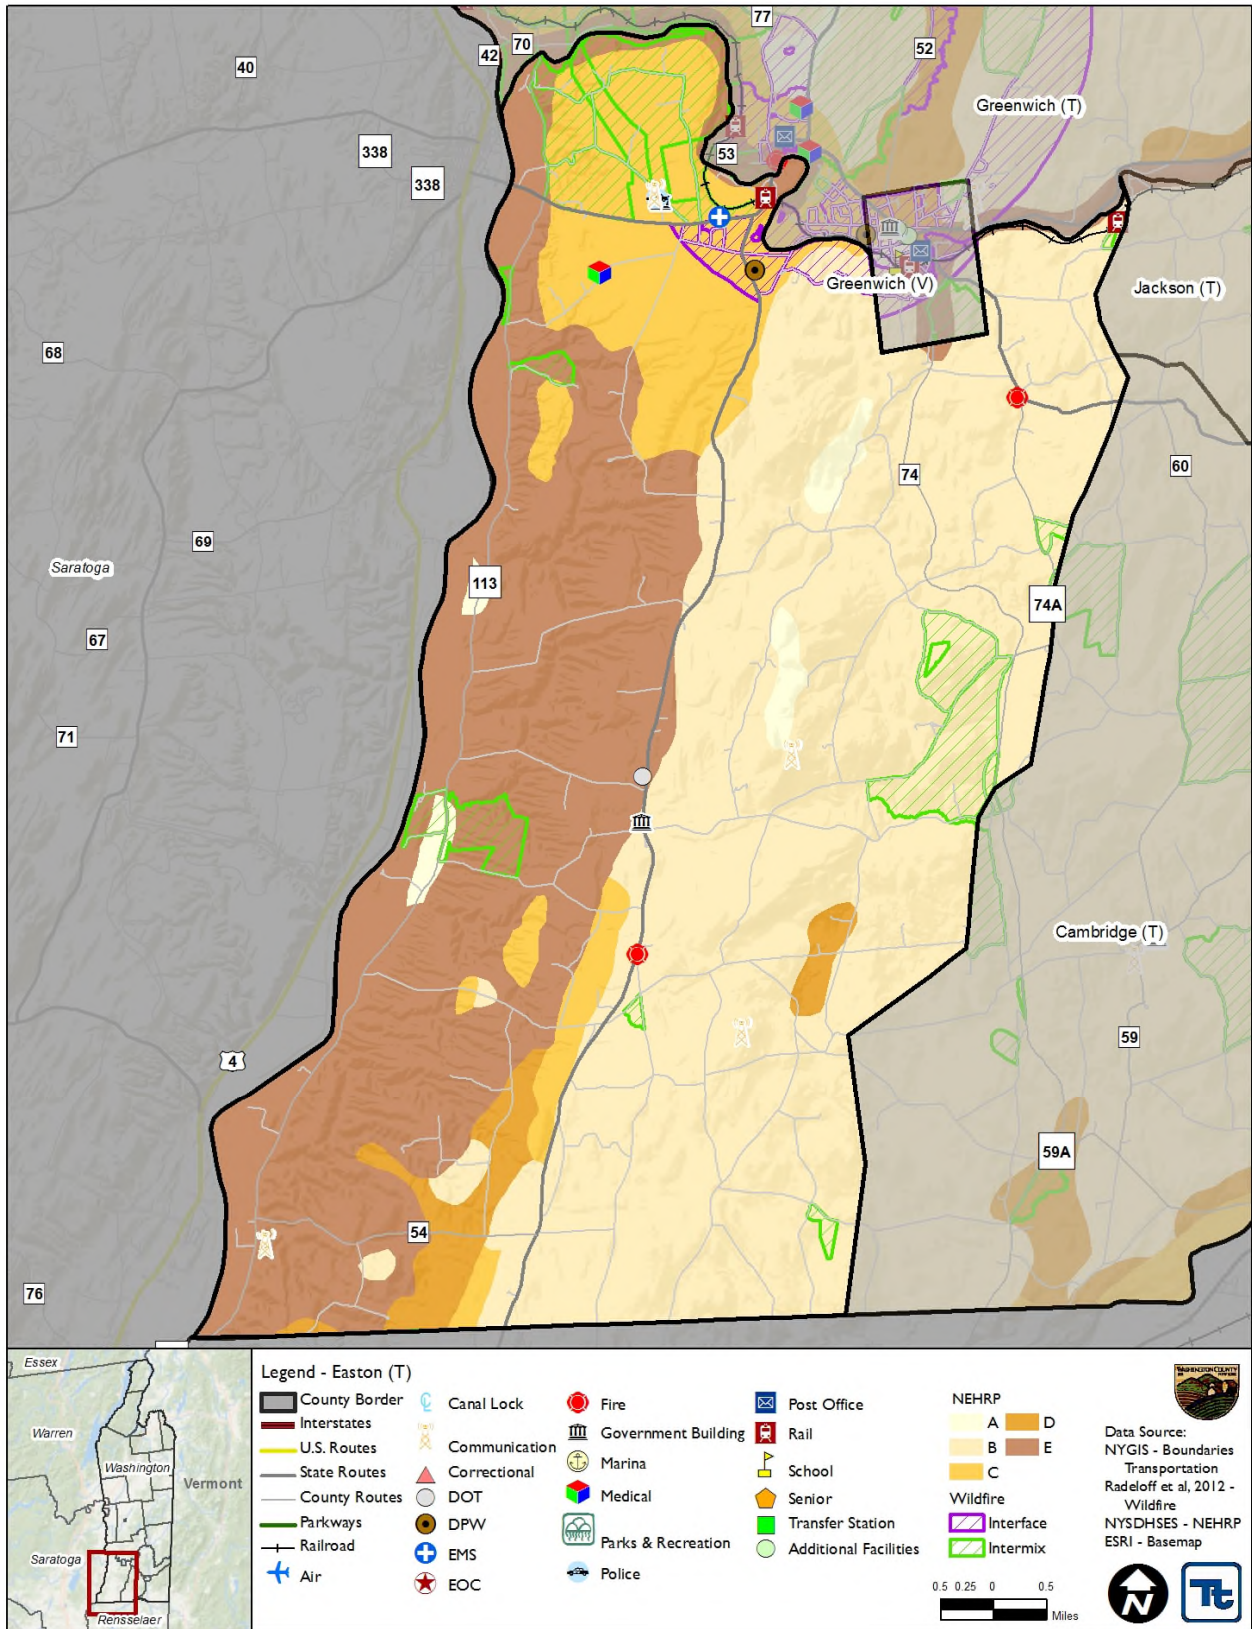 77
70
42
52
40
Greenwich (T)
338
53
338
Greenwich (V)
Jackson (T)
68
74
60
69
Saratoga
113
74A
67
71
Cambridge (T)
59
4
59A
54
76
Essex
Warren
Washington
Vermont
Saratoga
Rensselaer
Legend - Easton (T)
County Border
Interstates
U.S. Routes
State Routes
County Routes
Parkways
Railroad
Air
Canal Lock
Communication
Correctional
DOT
DPW
EMS
EOC
Fire
Government Building
Marina
Medical
Parks & Recreation
Police
Post Office
Rail
School
Senior
Transfer Station
Additional Facilities
NEHRP
A D
B E
C
Wildfire
Interface
Intermix
0.5 0.25 0 0.5
Miles
WASHINGTON COUNTY
Data Source:
NYGIS - Boundaries
Transportation
Radeloff et al, 2012 -
Wildfire
NYSDHSES - NEHRP
ESRI - Basemap
N
Tt